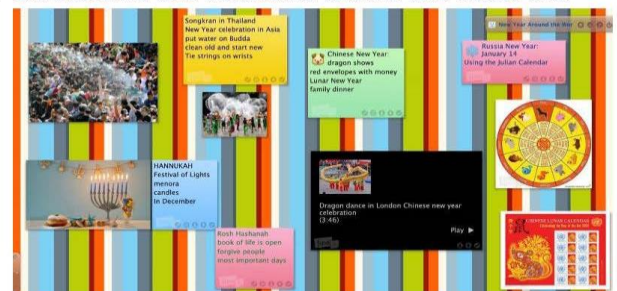 Songkran in Thailand
New Year celebration in Asia
put water on Budda
clean old and start new
Tie strings on wrists
Chinese New Year:
dragon shows
red envelopes with money
Lunar New Year
family dinner
New Year Around the Wor
Russia New Year:
January 14
Using the Julian Calendar
HANNUKAH
Festival of Lights
menora
candles
In December
Rosh Hashanah
book of life is open
forgive people
most important days
Dragon dance in London Chinese new year
celebration
(3:46)
Play
CHINESE LUNAR CALENDAR